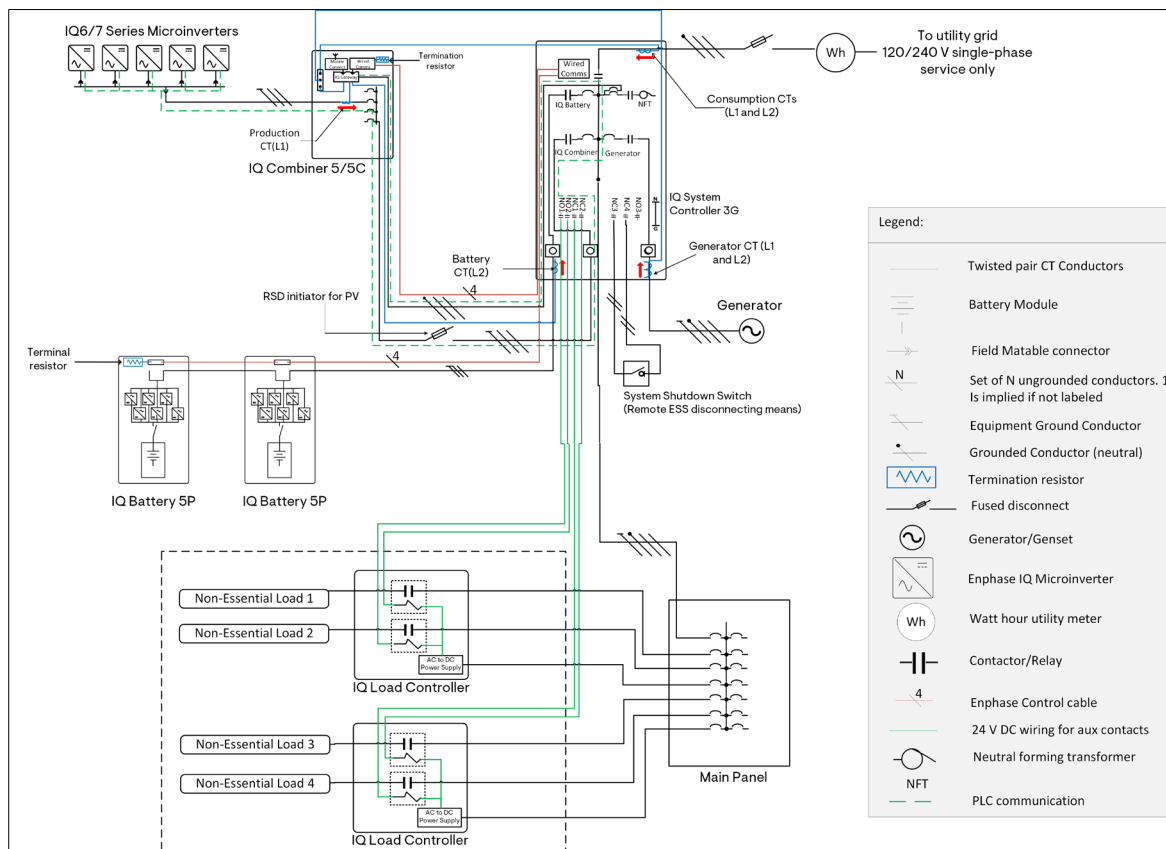 IQ6/7 Series Microinverters
Mobile
Connect
Wired
Comms
IQ Gateway
Termination
resistor
Production
CT(L1)
IQ Combiner 5/5C
Wired
Comms
IQ Battery
NFT
IQ Combiner
Generator
Consumption CTs
(L1 and L2)
Wh
To utility grid
120/240 V single-phase
service only
NO1
NO2
NC1
NC2
NC3
NC4
NO3
N
G
IQ System
Controller 3G
Battery
CT(L2)
Generator CT (L1
and L2)
4
RSD initiator for PV
Generator
Terminal
resistor
4
System Shutdown Switch
(Remote ESS disconnecting means)
IQ Battery 5P
IQ Battery 5P
Non-Essential Load 1
Non-Essential Load 2
AC to DC
Power Supply
IQ Load Controller
Non-Essential Load 3
Non-Essential Load 4
AC to DC
Power Supply
IQ Load Controller
Main Panel
Legend:
Twisted pair CT Conductors
Battery Module
Field Matable connector
N
Set of N ungrounded conductors. 1
Is implied if not labeled
Equipment Ground Conductor
Grounded Conductor (neutral)
Termination resistor
Fused disconnect
Generator/Genset
Enphase IQ Microinverter
Wh
Watt hour utility meter
Contactor/Relay
4
Enphase Control cable
24 V DC wiring for aux contacts
Neutral forming transformer
NFT
PLC communication